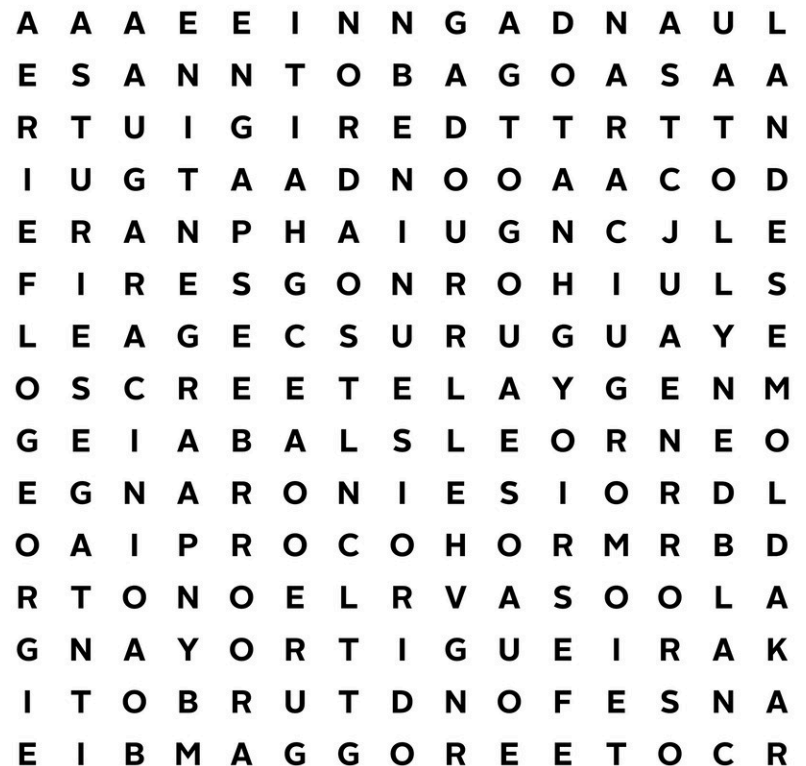 A A A E E I N N G A D N A U L
E S A N N T O B A G O A S A A
R T U I G I R E D T T R T T N
I U G T A A D N O O A A C O D
E R A N P H A I U G N C J L E
F I R E S G O N R O H I U L S
L E A G E C S U R U G U A Y E
O S C R E E T E L A Y G E N M
G E I A B A L S L E O R N E O
E G N A R O N I E S I O R D L
O A I P R O C O H O R M R B D
R T O N O E L R V A S O O L A
G N A Y O R T I G U E I R A K
I T O B R U T D N O F E S N A
E I B M A G G O R E E T O C R